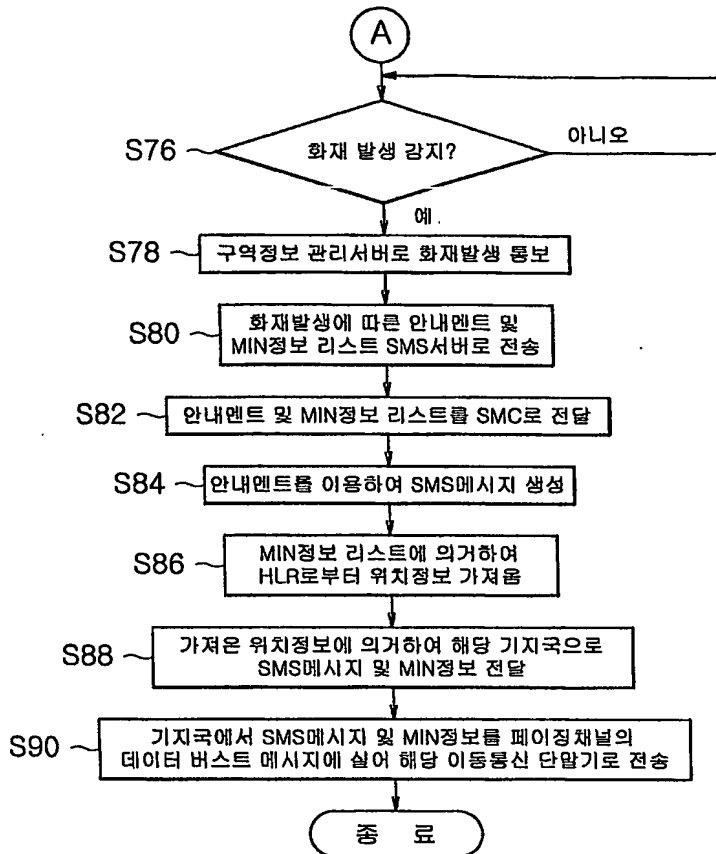 A
S76
화재 발생 감지?
아니오
예
S78
구역정보 관리서버로 화재발생 통보
S80
화재발생에 따른 안내멘트 및
MIN정보 리스트 SMS서버로 전송
S82
안내멘트 및 MIN정보 리스트를 SMC로 전달
S84
안내멘트를 이용하여 SMS메시지 생성
S86
MIN정보 리스트에 의거하여
HLR로부터 위치정보 가져옴
S88
가져온 위치정보에 의거하여 해당 기지국으로
SMS메시지 및 MIN정보 전달
S90
기지국에서 SMS메시지 및 MIN정보를 페이징채널의
데이터 버스트 메시지에 실어 해당 이동통신 단말기로 전송
종 료